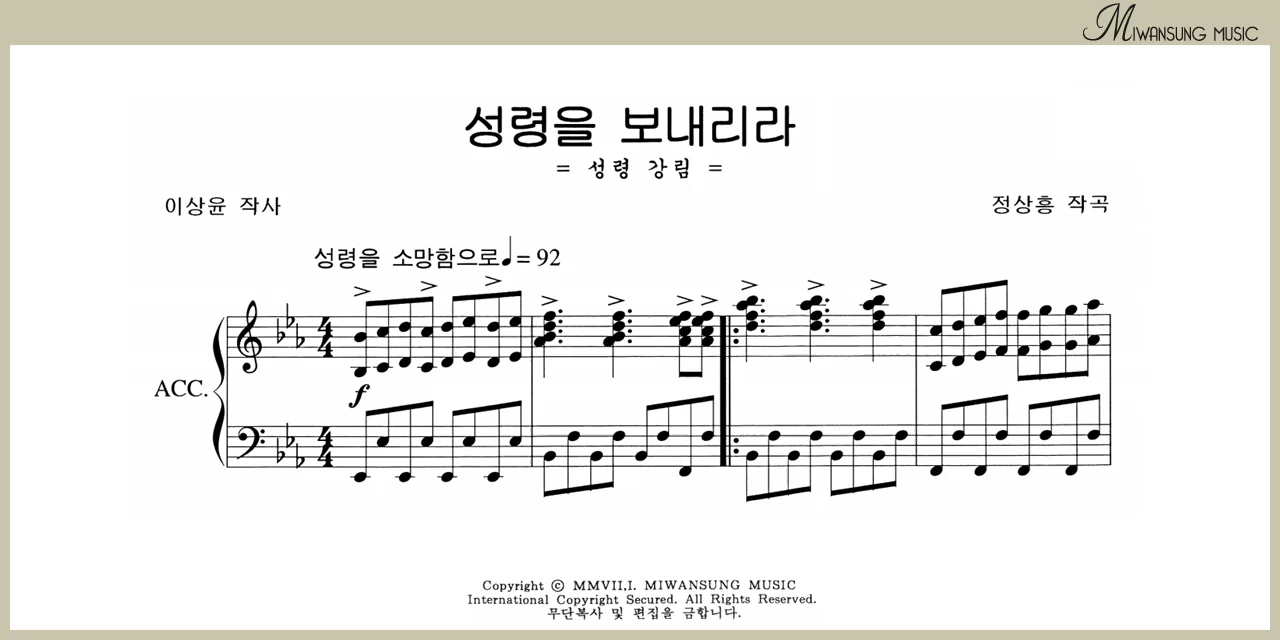 MIWANSUNG MUSIC
성령을 보내리라
= 성령 강림 =
이상윤 작사
정상흥 작곡
성령을 소망함으로♩= 92
ACC.
f
Copyright ⓒ MMVII.I. MIWANSUNG MUSIC
International Copyright Secured. All Rights Reserved.
무단복사 및 편집을 금합니다.